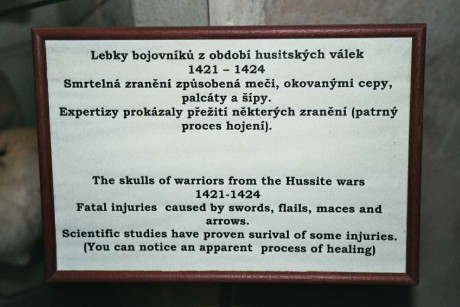 Lebky bojovníků z období husitských válek
1421 – 1424
Smrtelná zranění způsobená meči, okovanými cepy,
palcáty a šípy.
Expertizy prokázaly přežití některých zranění (patrný
proces hojení).
The skulls of warriors from the Hussite wars
1421-1424
Fatal injuries caused by swords, flails, maces and
arrows.
Scientific studies have proven surival of some injuries.
(You can notice an apparent process of healing)